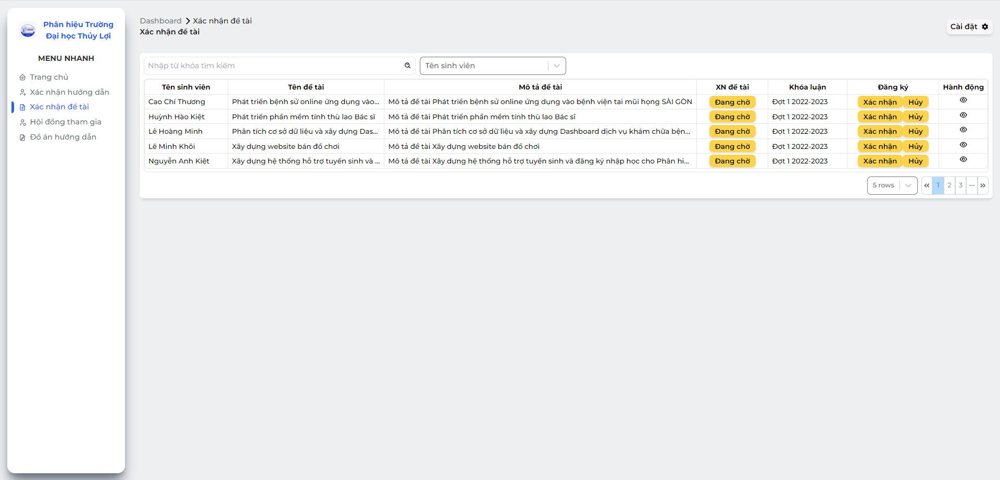 Phân hiệu Trường
Đại học Thủy Lợi
MENU NHANH
Trang chủ
Xác nhận hướng dẫn
Xác nhận đề tài
Hội đồng tham gia
Đồ án hướng dẫn
Dashboard Xác nhận đề tài
Xác nhận đề tài
Cài đặt
Nhập từ khóa tìm kiếm Tên sinh viên
Tên sinh viên Tên đề tài Mô tả đề tài XN đề tài Khóa luận Đăng ký Hành động
Cao Chí Thương Phát triển bệnh sử online ứng dụng vào... Mô tả đề tài Phát triển bệnh sử online ứng dụng vào bệnh viện tai mũi họng SÀI GÒN Đang chờ Đợt 1 2022-2023 Xác nhận Hủy
Huỳnh Hào Kiệt Phát triển phần mềm tính thù lao Bác sĩ Mô tả đề tài Phát triển phần mềm tính thù lao Bác sĩ Đang chờ Đợt 1 2022-2023 Xác nhận Hủy
Lê Hoàng Minh Phân tích cơ sở dữ liệu và xây dựng Das... Mô tả đề tài Phân tích cơ sở dữ liệu và xây dựng Dashboard dịch vụ khám chữa bện... Đang chờ Đợt 1 2022-2023 Xác nhận Hủy
Lê Minh Khôi Xây dựng website bán đồ chơi Mô tả đề tài Xây dựng website bán đồ chơi Đang chờ Đợt 1 2022-2023 Xác nhận Hủy
Nguyễn Anh Kiệt Xây dựng hệ thống hỗ trợ tuyển sinh và ... Mô tả đề tài Xây dựng hệ thống hỗ trợ tuyển sinh và đăng ký nhập học cho Phân hi... Đang chờ Đợt 1 2022-2023 Xác nhận Hủy
5 rows « 1 2 3 ... »